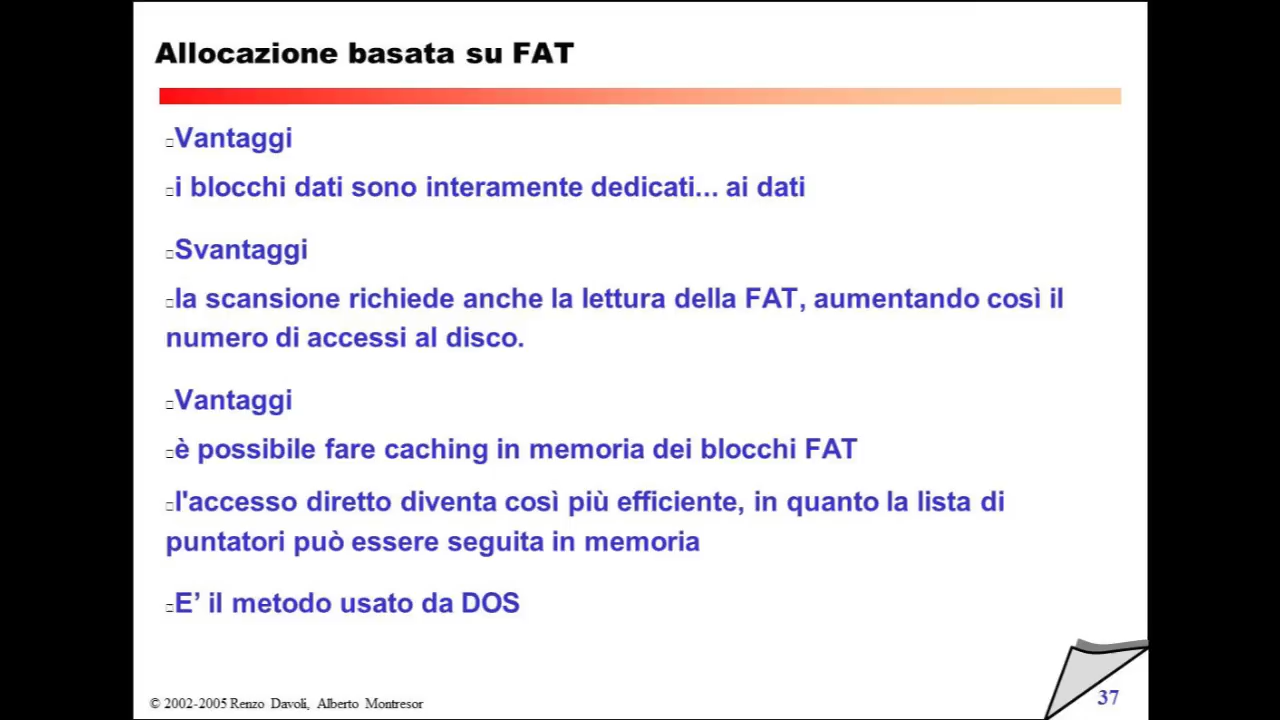 Allocazione basata su FAT
Vantaggi
i blocchi dati sono interamente dedicati... ai dati
Svantaggi
la scansione richiede anche la lettura della FAT, aumentando così il
numero di accessi al disco.
Vantaggi
è possibile fare caching in memoria dei blocchi FAT
l'accesso diretto diventa così più efficiente, in quanto la lista di
puntatori può essere seguita in memoria
E’ il metodo usato da DOS
© 2002-2005 Renzo Davoli, Alberto Montresor
37